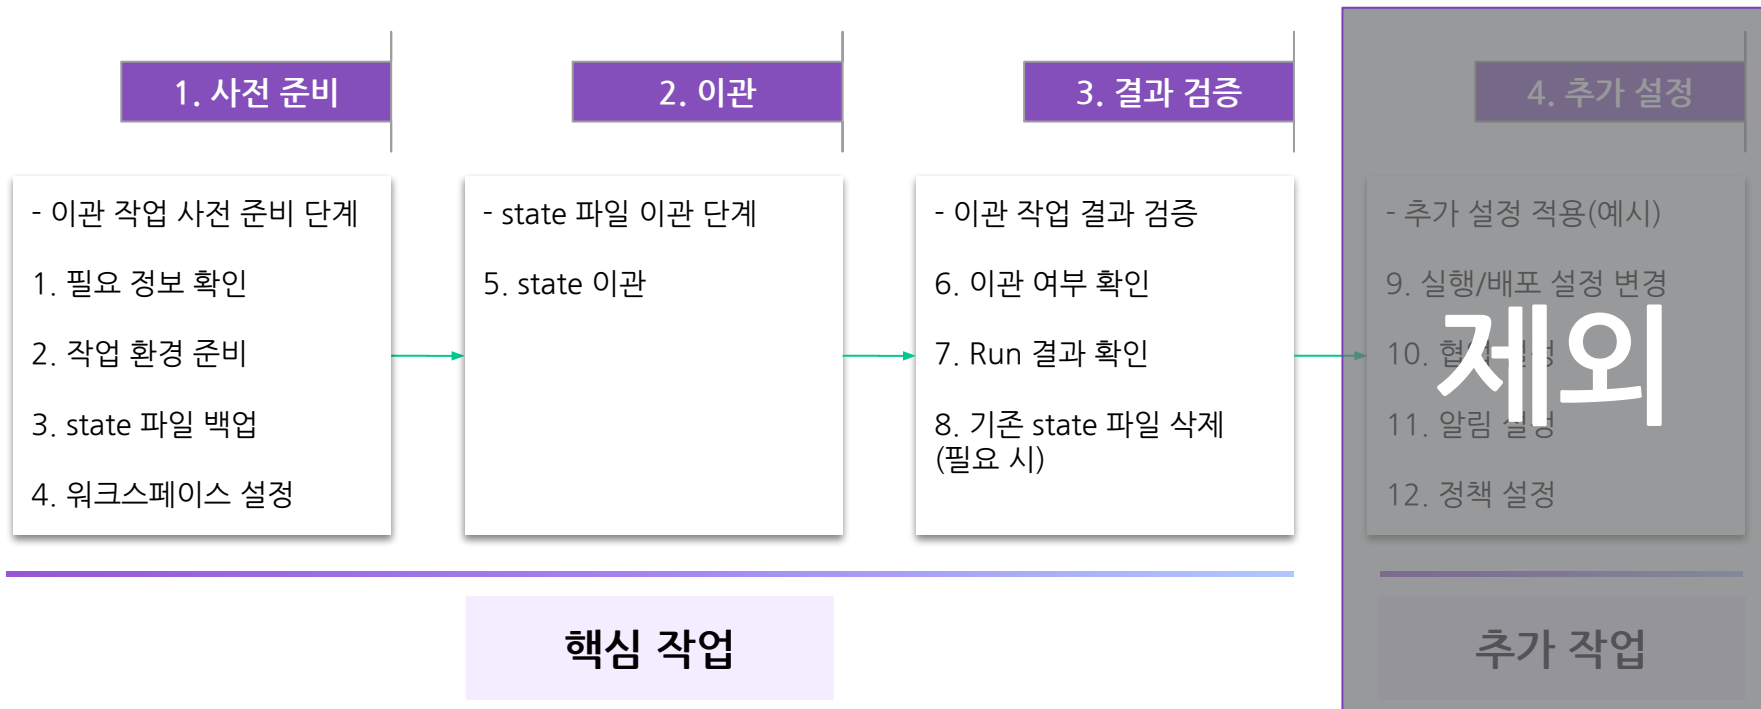 1. 사전 준비
- 이관 작업 사전 준비 단계
1. 필요 정보 확인
2. 작업 환경 준비
3. state 파일 백업
4. 워크스페이스 설정
2. 이관
- state 파일 이관 단계
5. state 이관
3. 결과 검증
- 이관 작업 결과 검증
6. 이관 여부 확인
7. Run 결과 확인
8. 기존 state 파일 삭제
(필요 시)
4. 추가 설정
- 추가 설정 적용(예시)
9. 실행/배포 설정 변경
10. 협업 설정
11. 알림 설정
12. 정책 설정
제외
핵심 작업
추가 작업